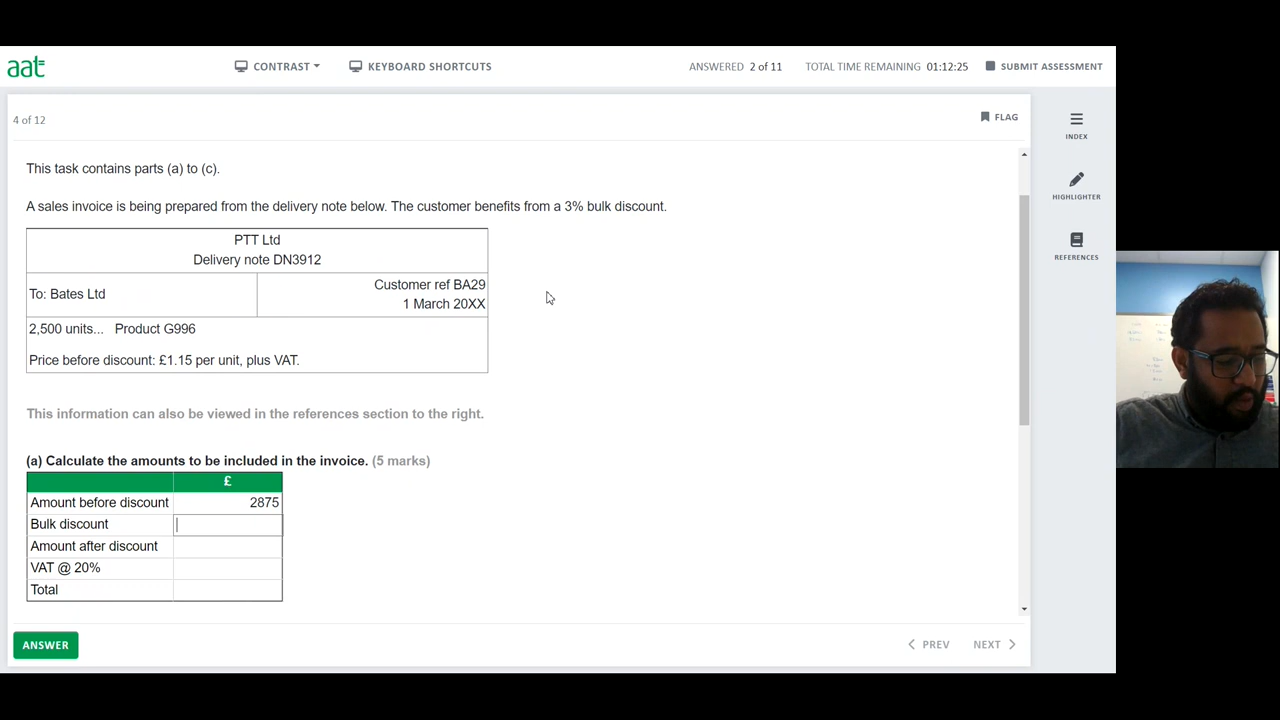 aat
CONTRAST
KEYBOARD SHORTCUTS
ANSWERED 2 of 11
TOTAL TIME REMAINING 01:12:25
SUBMIT ASSESSMENT
4 of 12
FLAG
INDEX
HIGHLIGHTER
REFERENCES
This task contains parts (a) to (c).
A sales invoice is being prepared from the delivery note below. The customer benefits from a 3% bulk discount.
PTT Ltd
Delivery note DN3912
To: Bates Ltd
Customer ref BA29
1 March 20XX
2,500 units... Product G996
Price before discount: £1.15 per unit, plus VAT.
This information can also be viewed in the references section to the right.
(a) Calculate the amounts to be included in the invoice. (5 marks)
£
Amount before discount 2875
Bulk discount
Amount after discount
VAT @ 20%
Total
ANSWER
PREV
NEXT